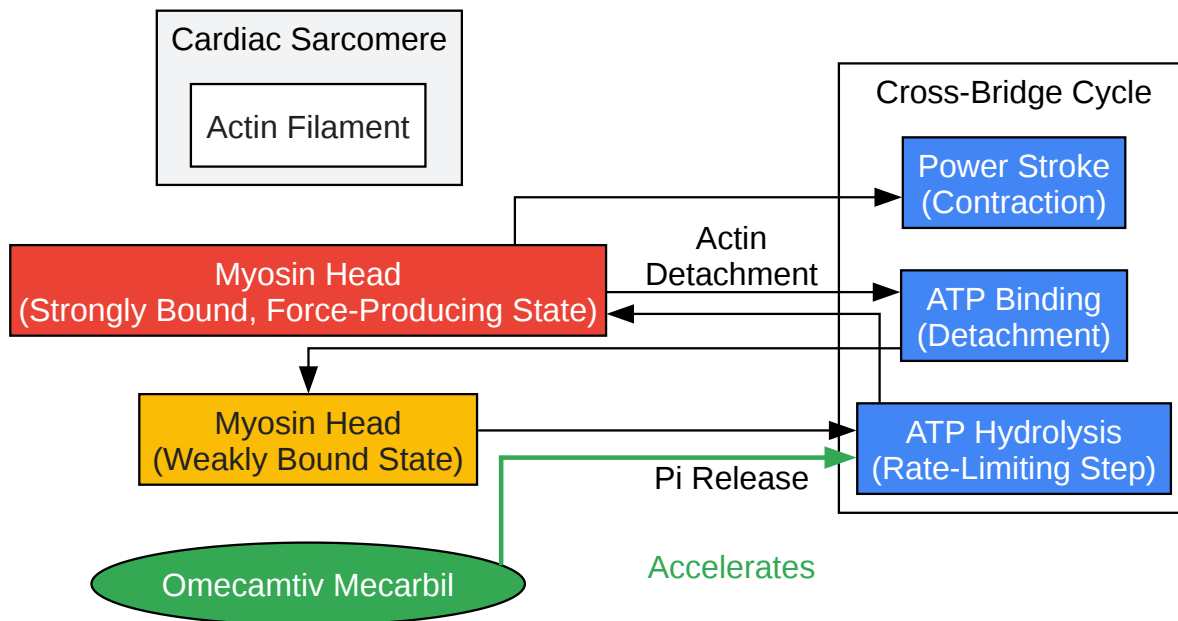 Cardiac Sarcomere
Actin Filament
Cross-Bridge Cycle
Power Stroke
(Contraction)
Actin
Detachment
Myosin Head
(Strongly Bound, Force-Producing State)
ATP Binding
(Detachment)
Myosin Head
(Weakly Bound State)
ATP Hydrolysis
(Rate-Limiting Step)
Pi Release
Accelerates
Omecamtiv Mecarbil